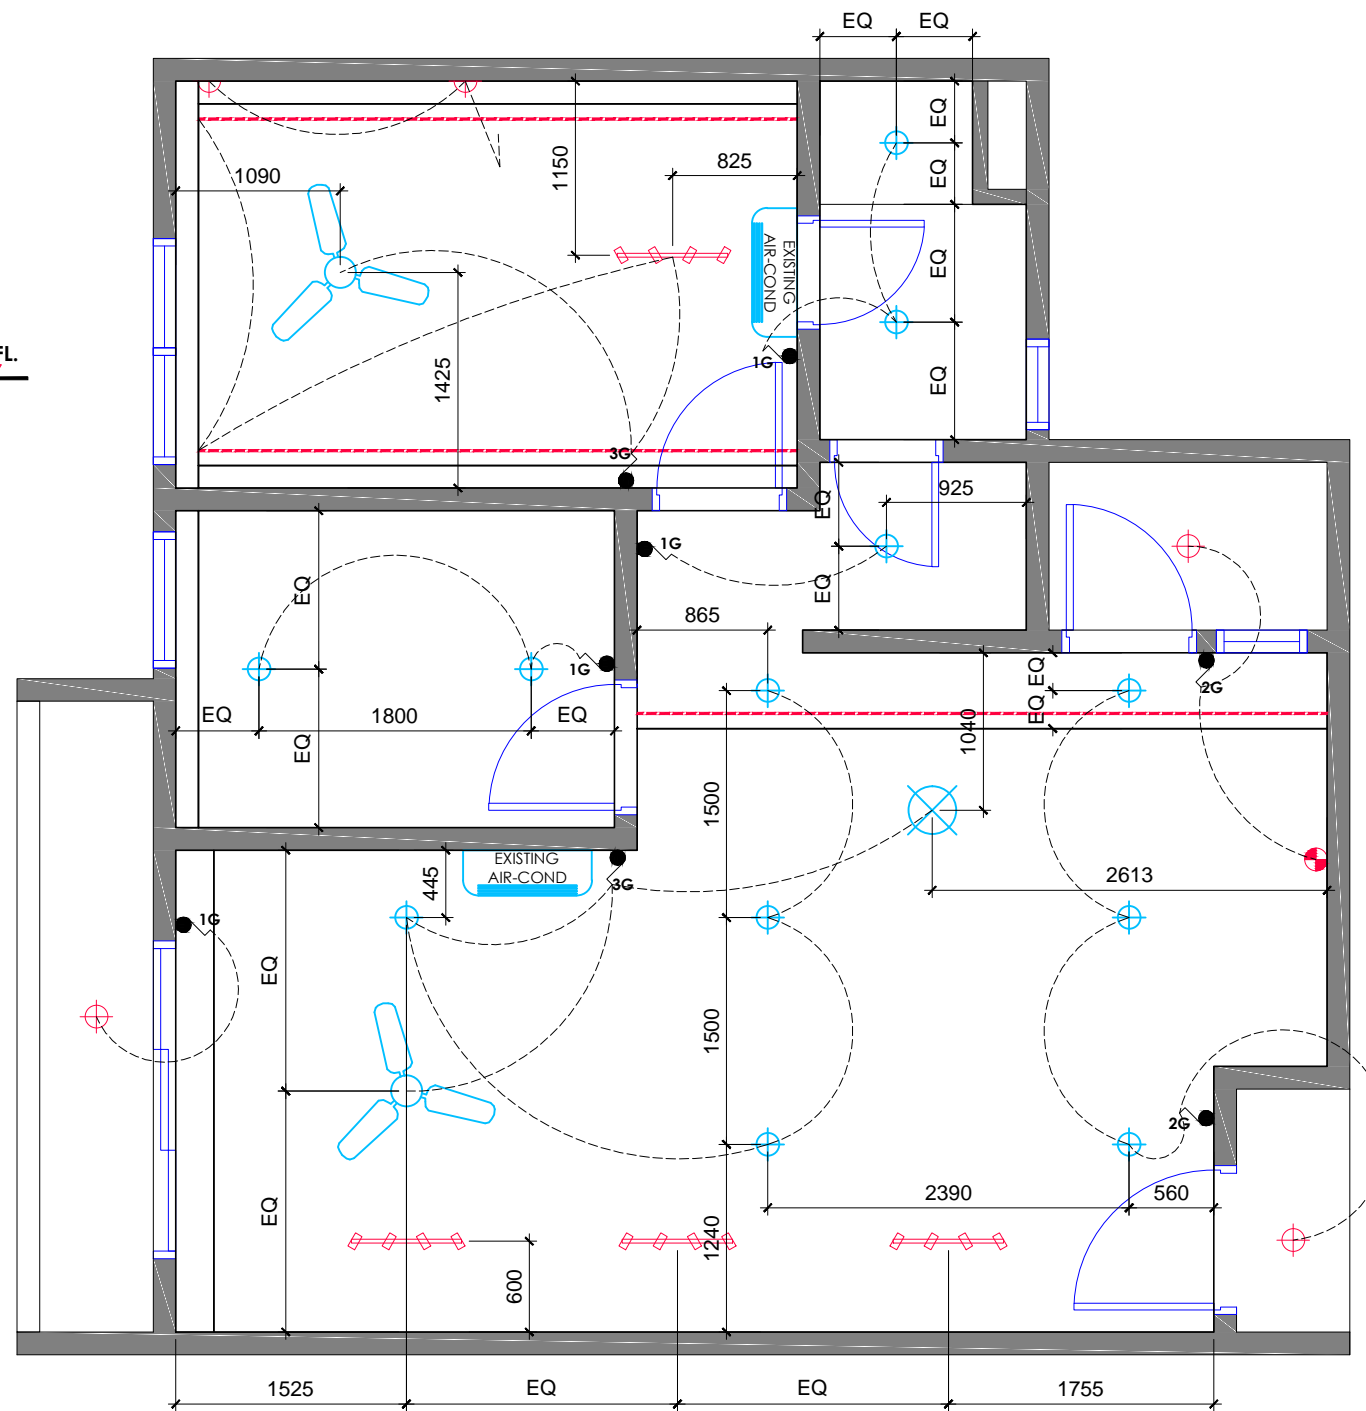 EQ
EQ
EQ
EQ
EQ
EQ
1090
1150
825
EXISTING
AIR-COND
FL.
1G
1425
3G
EQ
925
1G
EQ
865
EQ
1G
EQ
1800
EQ
EQ
2G
EQ
EQ
1040
1500
EXISTING
AIR-COND
445
3G
2613
1G
EQ
1500
2G
2390
560
EQ
1240
600
1525
EQ
EQ
1755